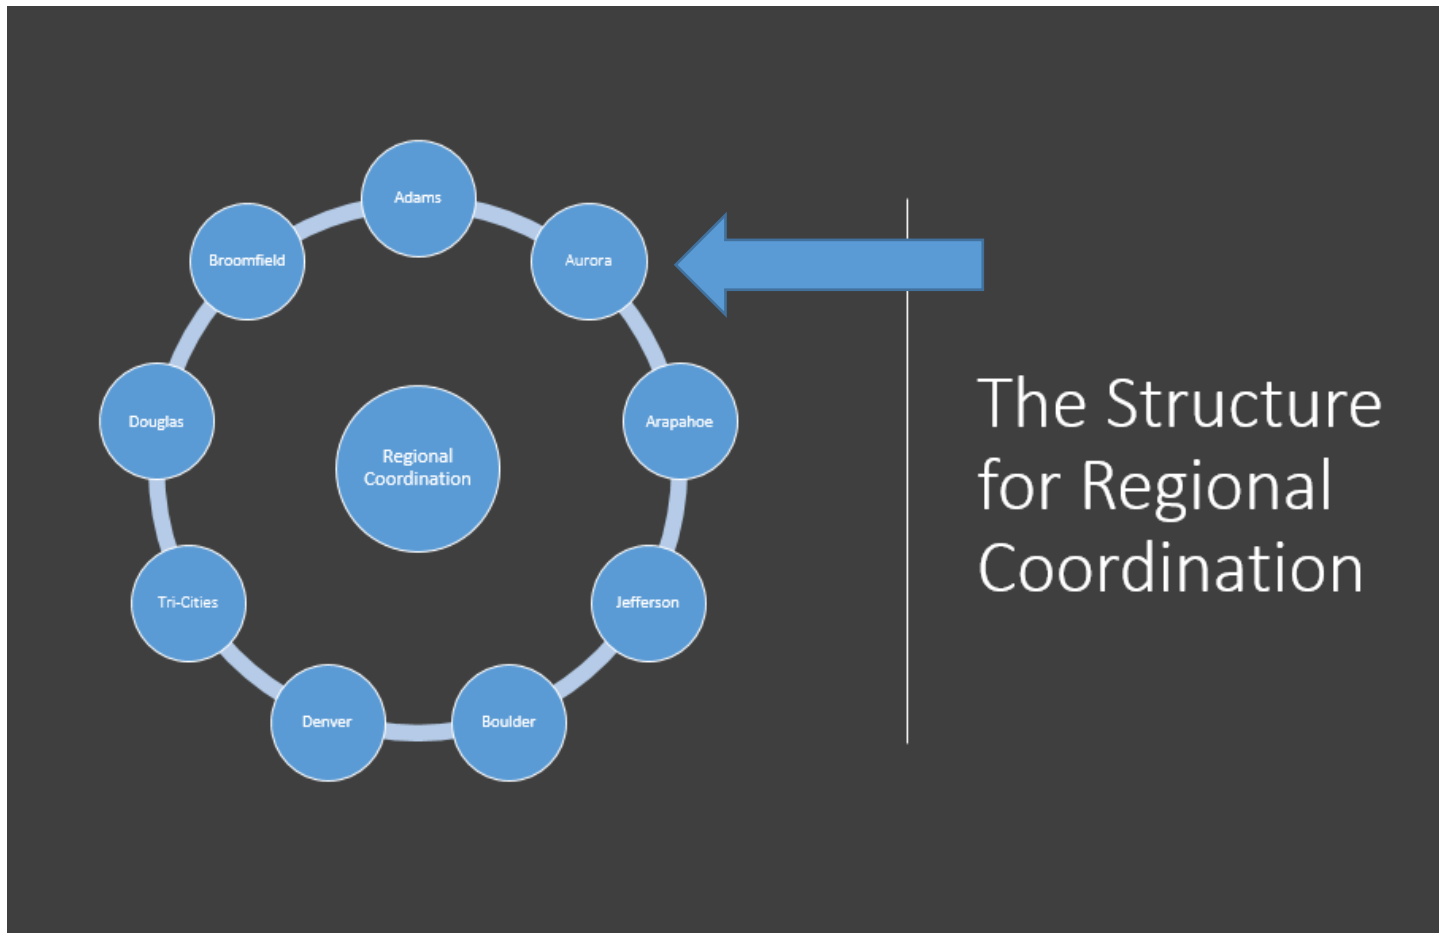 Adams
Aurora
Arapahoe
Jefferson
Boulder
Denver
Tri-Cities
Douglas
Broomfield
Regional
Coordination
The Structure
for Regional
Coordination